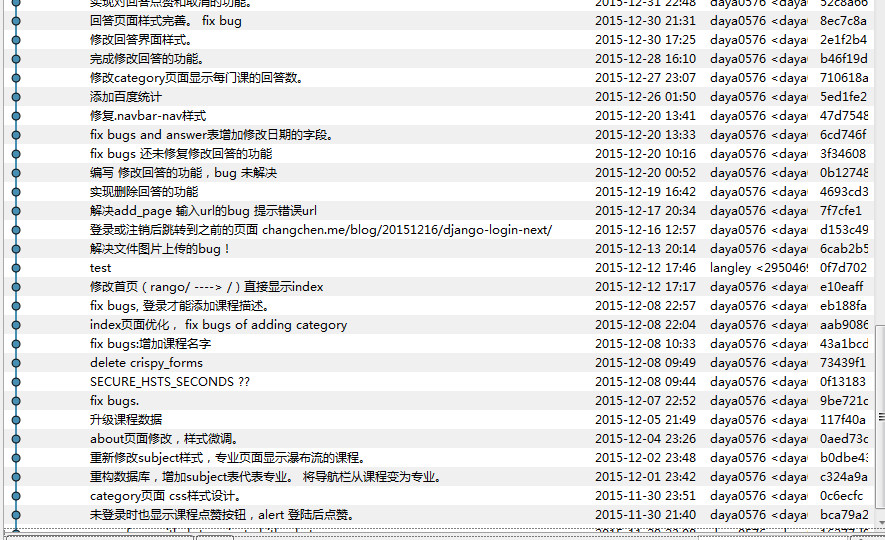 实现对回答点赞和取消的功能。 2015-12-31 22:48 daya0576 <daya 52c8a66
回答页面样式完善。 fix bug 2015-12-30 21:31 daya0576 <daya 8ec7c8a
修改回答界面样式。 2015-12-30 17:25 daya0576 <daya 2e1f2b4
完成修改回答的功能。 2015-12-28 16:10 daya0576 <daya b46f19d
修改category页面显示每门课的回答数。 2015-12-27 23:07 daya0576 <daya 710618a
添加百度统计 2015-12-26 01:50 daya0576 <daya 5ed1fe2
修复.navbar-nav样式 2015-12-20 13:41 daya0576 <daya 47d7548
fix bugs and answer表增加修改日期的字段。 2015-12-20 13:33 daya0576 <daya 6cd746f
fix bugs 还未修复修改回答的功能 2015-12-20 10:16 daya0576 <daya 3f34608
编写 修改回答的功能，bug 未解决 2015-12-20 00:52 daya0576 <daya 0b12748
实现删除回答的功能 2015-12-19 16:42 daya0576 <daya 4693cd3
解决add_page 输入url的bug 提示错误url 2015-12-17 20:34 daya0576 <daya 7f7cfe1
登录或注销后跳转到之前的页面 changchen.me/blog/20151216/django-login-next/ 2015-12-16 12:57 daya0576 <daya d153c49
解决文件图片上传的bug！ 2015-12-13 20:14 daya0576 <daya 6cab2b5
test 2015-12-12 17:46 langley <2950469 0f7d702
修改首页（rango/ ----> /）直接显示index 2015-12-12 17:17 daya0576 <daya e10eaff
fix bugs, 登录才能添加课程描述。 2015-12-08 22:57 daya0576 <daya eb188fa
index页面优化， fix bugs of adding category 2015-12-08 22:04 daya0576 <daya aab9086
fix bugs:增加课程名字 2015-12-08 10:33 daya0576 <daya 43a1bcd
delete crispy_forms 2015-12-08 09:49 daya0576 <daya 73439f1
SECURE_HSTS_SECONDS ?? 2015-12-08 09:44 daya0576 <daya 0f13183
fix bugs. 2015-12-07 22:52 daya0576 <daya 9be721c
升级课程数据 2015-12-05 21:49 daya0576 <daya 117f40a
about页面修改，样式微调。 2015-12-04 23:26 daya0576 <daya 0aed73c
重新修改subject样式，专业页面显示瀑布流的课程。 2015-12-02 23:48 daya0576 <daya b0dbe43
重构数据库，增加subject表代表专业。 将导航栏从课程变为专业。 2015-12-01 23:42 daya0576 <daya c324a9a
category页面 css样式设计。 2015-11-30 23:51 daya0576 <daya 0c6ecfc
未登录时也显示课程点赞按钮，alert 登陆后点赞。 2015-11-30 21:40 daya0576 <daya bca79a2